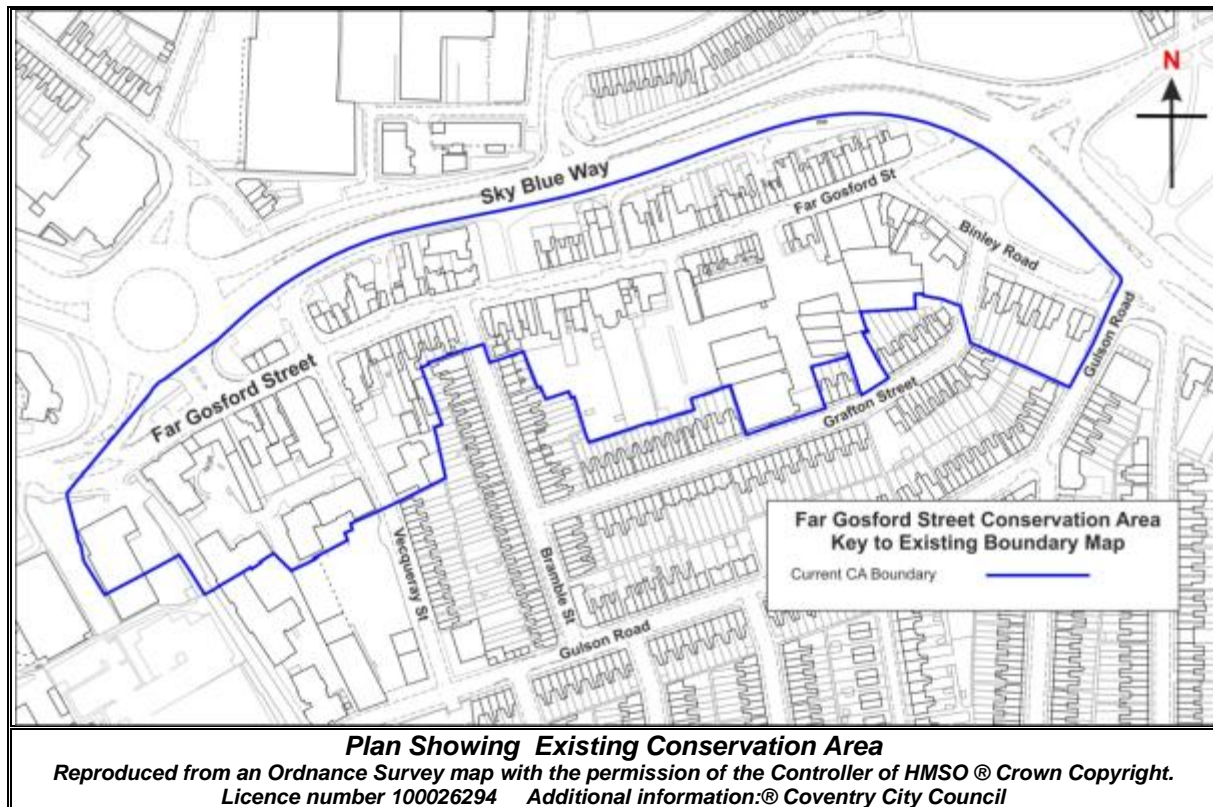 N
Sky Blue Way
Far Gosford St
Binley Road
Gulson Road
Far Gosford Street
Grafton Street
Vecqueray St
Bramble St
Gulson Road
Far Gosford Street Conservation Area
Key to Existing Boundary Map
Current CA Boundary
Plan Showing Existing Conservation Area
Reproduced from an Ordnance Survey map with the permission of the Controller of HMSO ® Crown Copyright.
Licence number 100026294 Additional information:® Coventry City Council